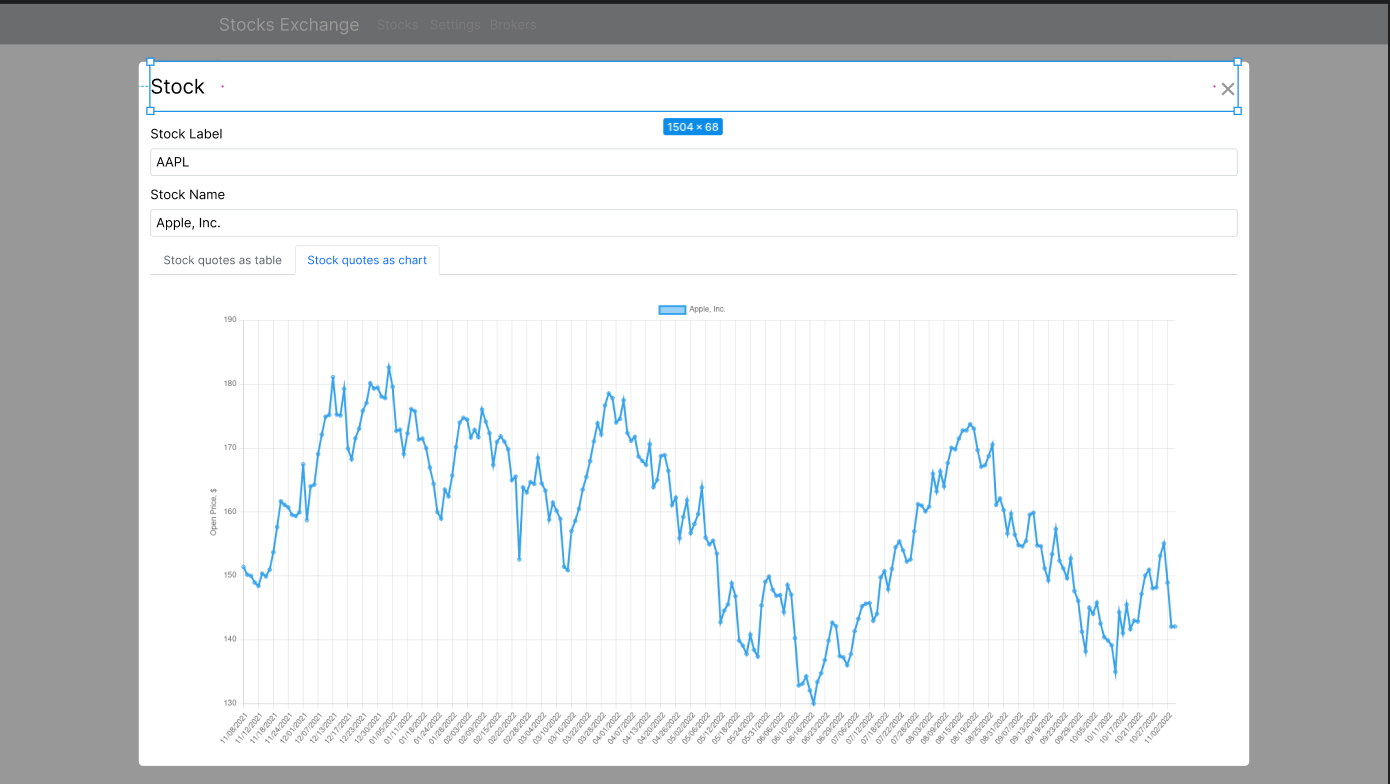 Stocks Exchange Stocks Settings Brokers
Stock
1504 × 68
Stock Label
AAPL
Stock Name
Apple, Inc.
Stock quotes as table Stock quotes as chart
Apple, Inc.
190
180
170
160
150
140
130
Open Price, $
11/08/2021 11/12/2021 11/18/2021 11/24/2021 12/01/2021 12/07/2021 12/13/2021 12/17/2021 12/23/2021 12/30/2021 01/05/2022 01/11/2022 01/18/2022 01/24/2022 01/28/2022 02/03/2022 02/09/2022 02/15/2022 02/22/2022 02/28/2022 03/04/2022 03/10/2022 03/16/2022 03/22/2022 03/28/2022 04/01/2022 04/07/2022 04/13/2022 04/20/2022 04/26/2022 05/02/2022 05/06/2022 05/12/2022 05/18/2022 05/24/2022 05/31/2022 06/06/2022 06/10/2022 06/16/2022 06/23/2022 06/29/2022 07/06/2022 07/12/2022 07/18/2022 07/22/2022 07/28/2022 08/03/2022 08/09/2022 08/15/2022 08/19/2022 08/25/2022 08/31/2022 09/07/2022 09/13/2022 09/19/2022 09/23/2022 09/29/2022 10/05/2022 10/11/2022 10/17/2022 10/21/2022 10/27/2022 11/02/2022